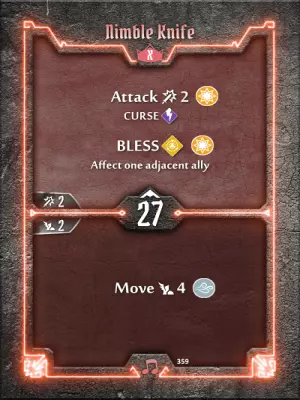 Nimble Knife
X
Attack 2
CURSE
BLESS
Affect one adjacent ally
2
27
2
Move 4
359